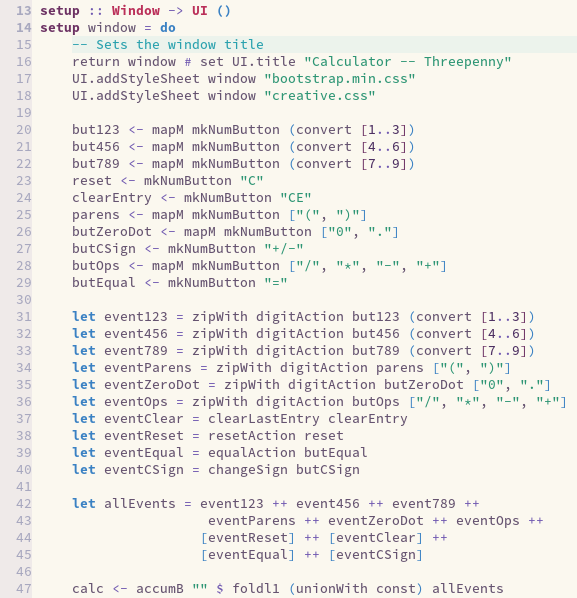 13 setup :: Window -> UI ()
14 setup window = do
15     -- Sets the window title
16     return window # set UI.title "Calculator -- Threepenny"
17     UI.addStyleSheet window "bootstrap.min.css"
18     UI.addStyleSheet window "creative.css"
19
20     but123 <- mapM mkNumButton (convert [1..3])
21     but456 <- mapM mkNumButton (convert [4..6])
22     but789 <- mapM mkNumButton (convert [7..9])
23     reset <- mkNumButton "C"
24     clearEntry <- mkNumButton "CE"
25     parens <- mapM mkNumButton ["(", ")"]
26     butZeroDot <- mapM mkNumButton ["0", "."]
27     butCSign <- mkNumButton "+/-"
28     butOps <- mapM mkNumButton ["/", "*", "-", "+"]
29     butEqual <- mkNumButton "="
30
31     let event123 = zipWith digitAction but123 (convert [1..3])
32     let event456 = zipWith digitAction but456 (convert [4..6])
33     let event789 = zipWith digitAction but789 (convert [7..9])
34     let eventParens = zipWith digitAction parens ["(", ")"]
35     let eventZeroDot = zipWith digitAction butZeroDot ["0", "."]
36     let eventOps = zipWith digitAction butOps ["/", "*", "-", "+"]
37     let eventClear = clearLastEntry clearEntry
38     let eventReset = resetAction reset
39     let eventEqual = equalAction butEqual
40     let eventCSign = changeSign butCSign
41
42     let allEvents = event123 ++ event456 ++ event789 ++
43                      eventParens ++ eventZeroDot ++ eventOps ++
44                     [eventReset] ++ [eventClear] ++
45                     [eventEqual] ++ [eventCSign]
46
47     calc <- accumB "" $ foldl1 (unionWith const) allEvents